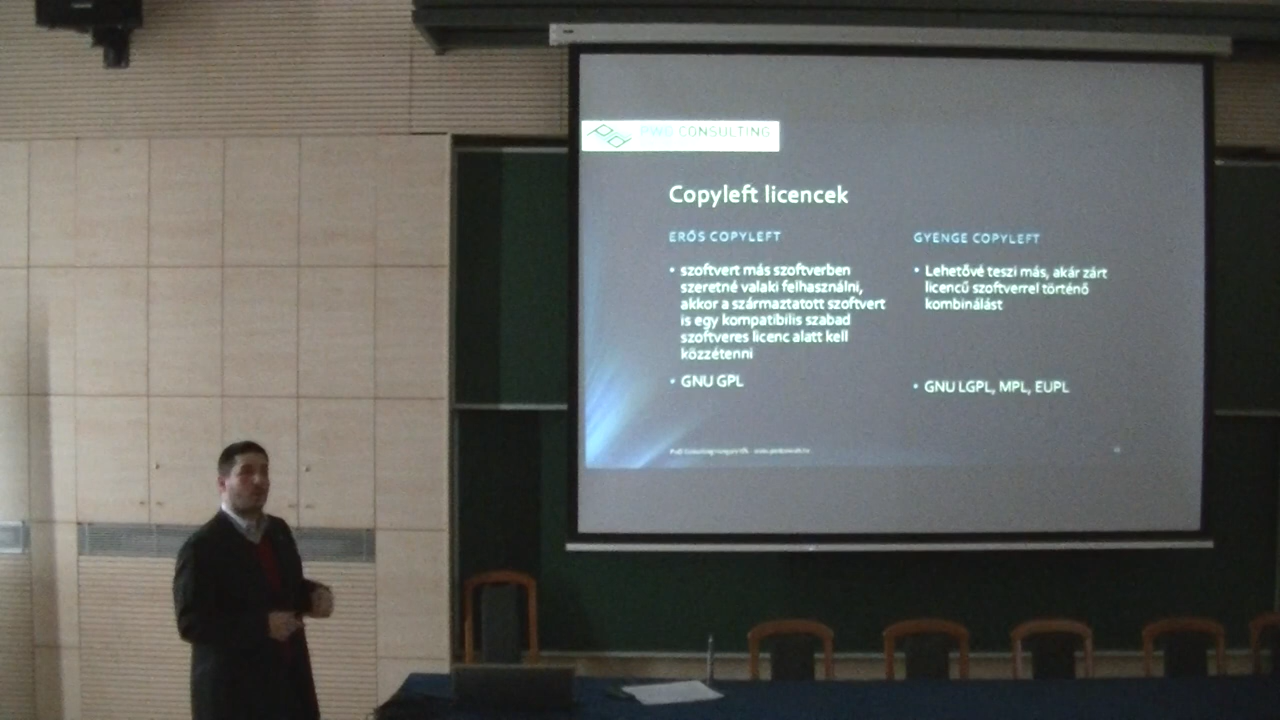 CONSULTING
Copyleft licencek
ERŐS COPYLEFT
• szoftvert más szoftverben
szeretné valaki felhasználni,
akkor a származtatott szoftvert
is egy kompatibilis szabad
szoftveres licenc alatt kell
közzétenni
• GNU GPL
GYENGE COPYLEFT
• Lehetővé teszi más, akár zárt
licencű szoftverrel történő
kombinálást
• GNU LGPL, MPL, EUPL